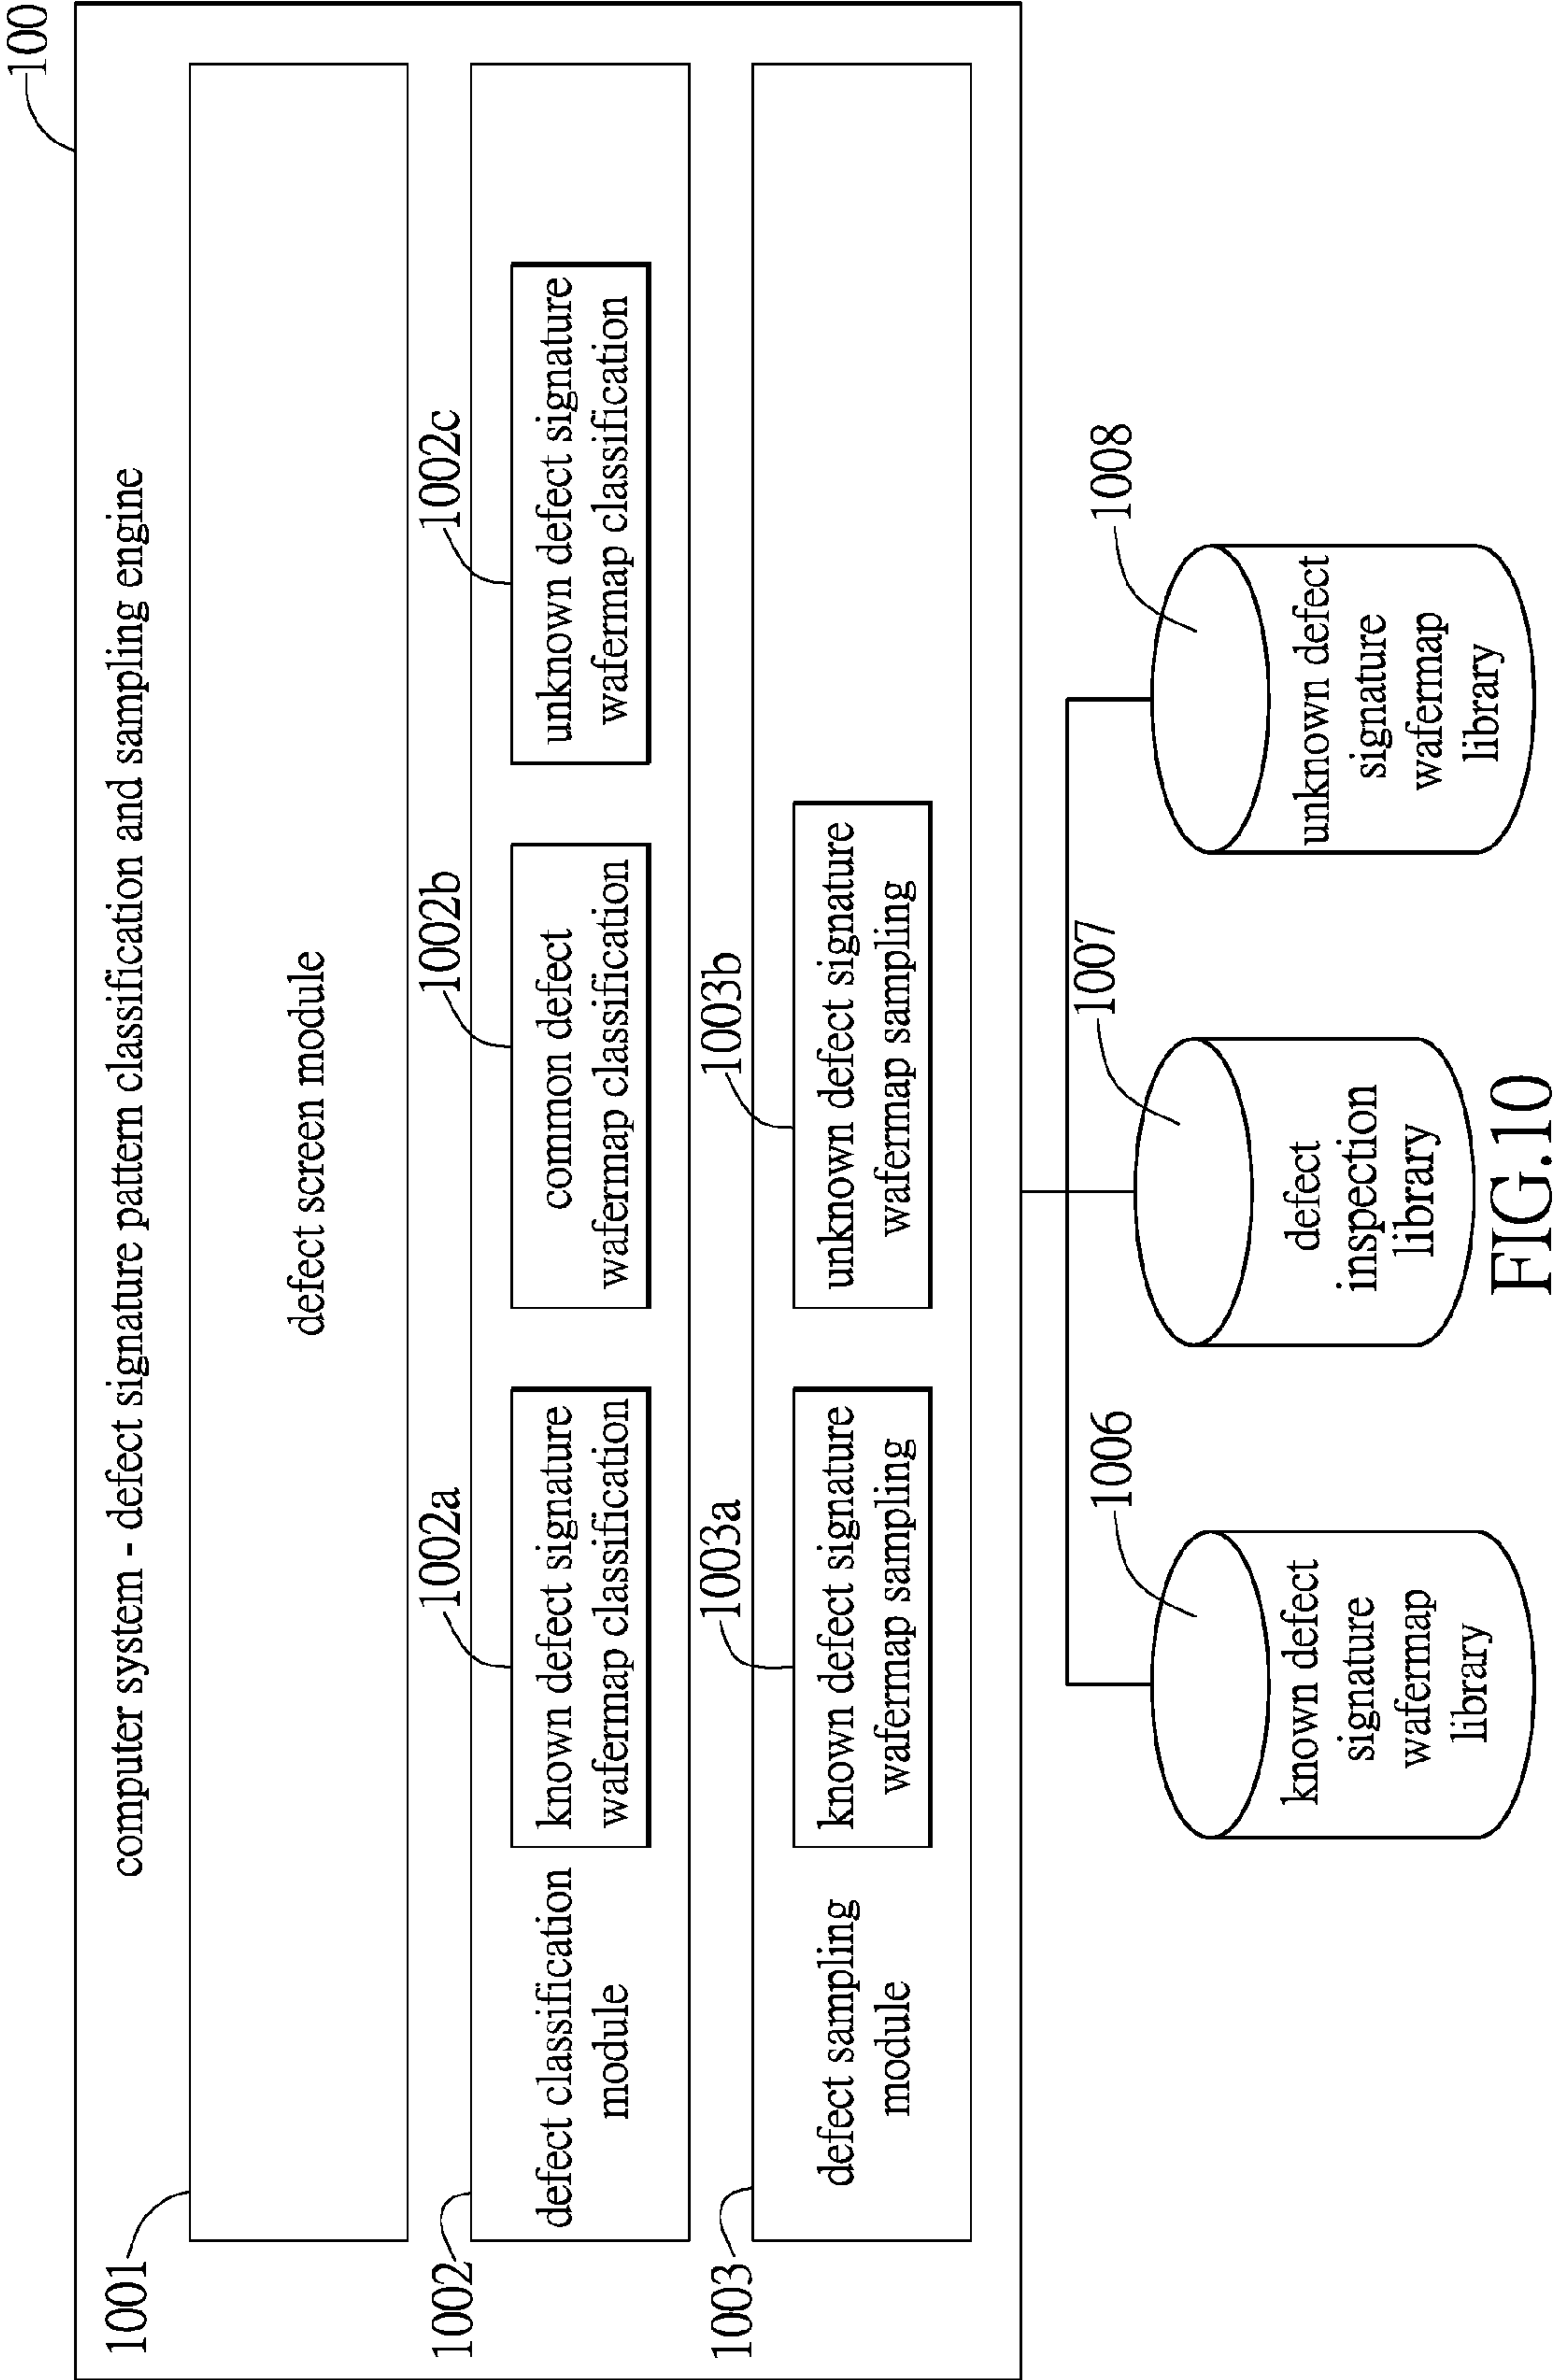 100
computer system - defect signature pattern classification and sampling engine
1001
defect screen module
1002
defect classification
module
1002a
known defect signature
wafermap classification
1002b
common defect
wafermap classification
1002c
unknown defect signature
wafermap classification
1003
defect sampling
module
1003a
known defect signature
wafermap sampling
1003b
unknown defect signature
wafermap sampling
1006
known defect
signature
wafermap
library
1007
defect
inspection
library
1008
unknown defect
signature
wafermap
library
FIG.10